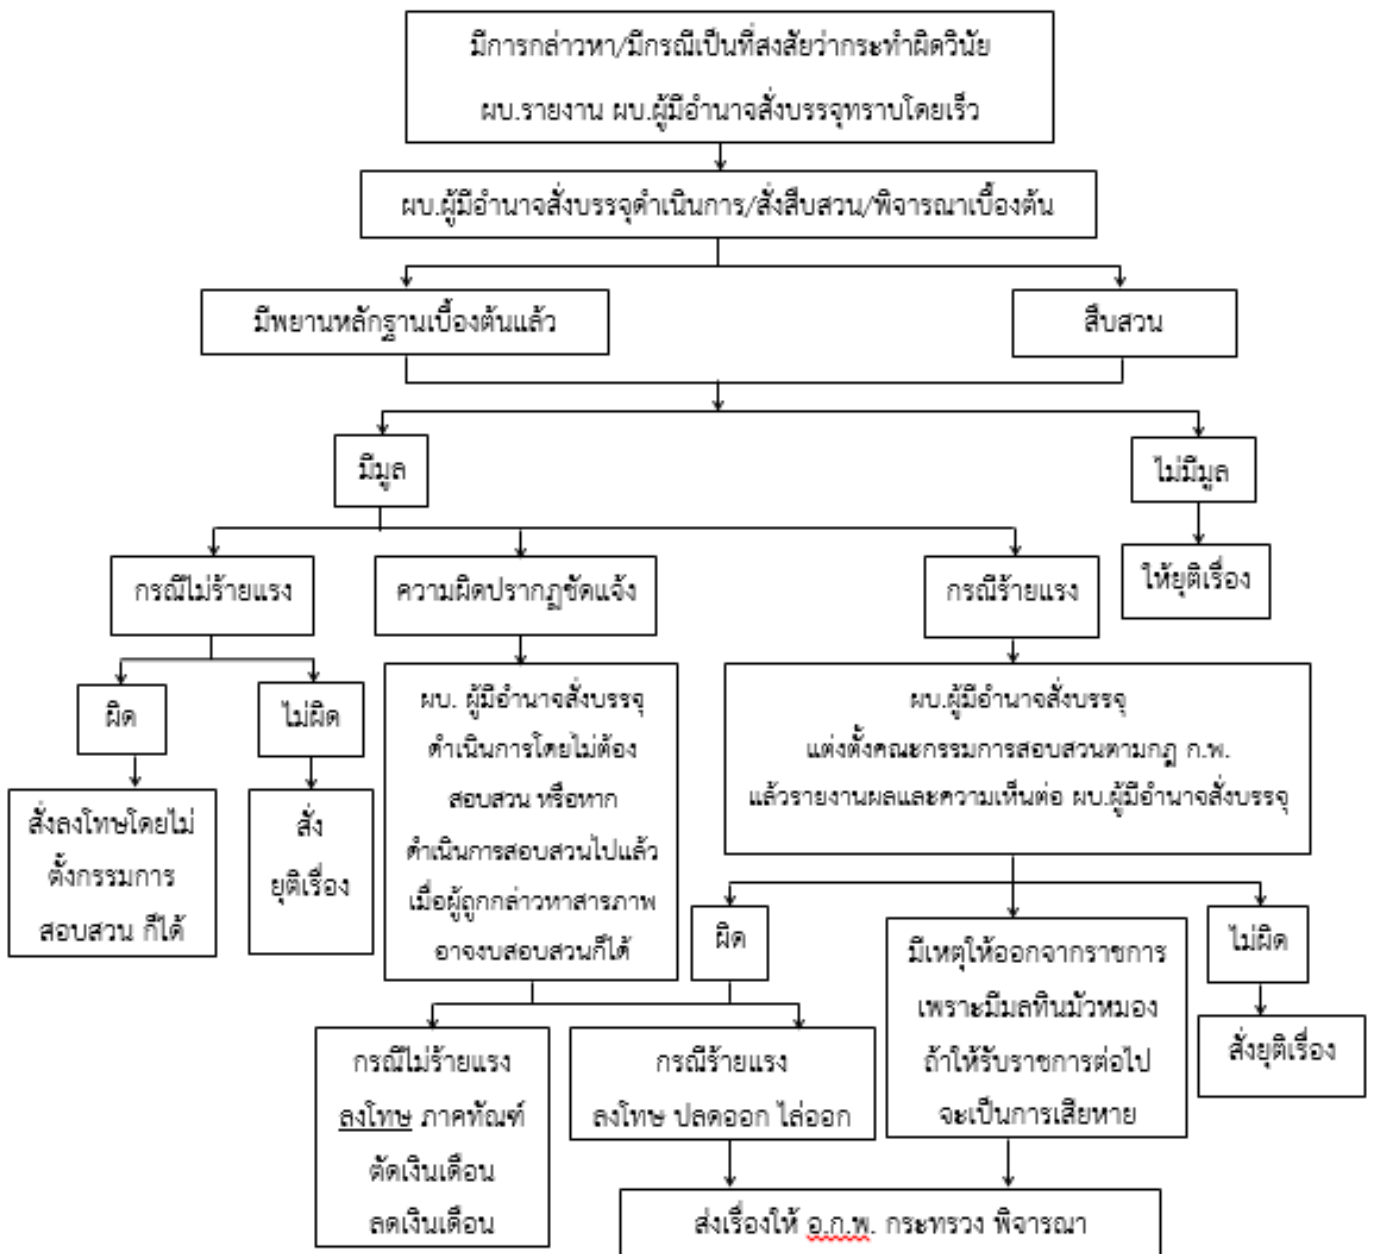 มีการกล่าวหา/มีกรณีเป็นที่สงสัยว่ากระทำผิดวินัย
ผบ.รายงาน ผบ.ผู้มีอำนาจสั่งบรรจุทราบโดยเร็ว
ผบ.ผู้มีอำนาจสั่งบรรจุดำเนินการ/สั่งสืบสวน/พิจารณาเบื้องต้น
มีพยานหลักฐานเบื้องต้นแล้ว
สืบสวน
มีมูล
ไม่มีมูล
ให้ยุติเรื่อง
กรณีไม่ร้ายแรง
ความผิดปรากฏชัดแจ้ง
กรณีร้ายแรง
ผิด
ไม่ผิด
สั่งลงโทษโดยไม่
ตั้งกรรมการ
สอบสวน ก็ได้
สั่ง
ยุติเรื่อง
ผบ. ผู้มีอำนาจสั่งบรรจุ
ดำเนินการโดยไม่ต้อง
สอบสวน หรือหาก
ดำเนินการสอบสวนไปแล้ว
เมื่อผู้ถูกกล่าวหาสารภาพ
อาจงบสอบสวนก็ได้
ผบ.ผู้มีอำนาจสั่งบรรจุ
แต่งตั้งคณะกรรมการสอบสวนตามกฎ ก.พ.
แล้วรายงานผลและความเห็นต่อ ผบ.ผู้มีอำนาจสั่งบรรจุ
ผิด
มีเหตุให้ออกจากราชการ
เพราะมีมลทินมัวหมอง
ถ้าให้รับราชการต่อไป
จะเป็นการเสียหาย
ไม่ผิด
สั่งยุติเรื่อง
กรณีไม่ร้ายแรง
ลงโทษ ภาคทัณฑ์
ตัดเงินเดือน
ลดเงินเดือน
กรณีร้ายแรง
ลงโทษ ปลดออก ไล่ออก
ส่งเรื่องให้ อ.ก.พ. กระทรวง พิจารณา